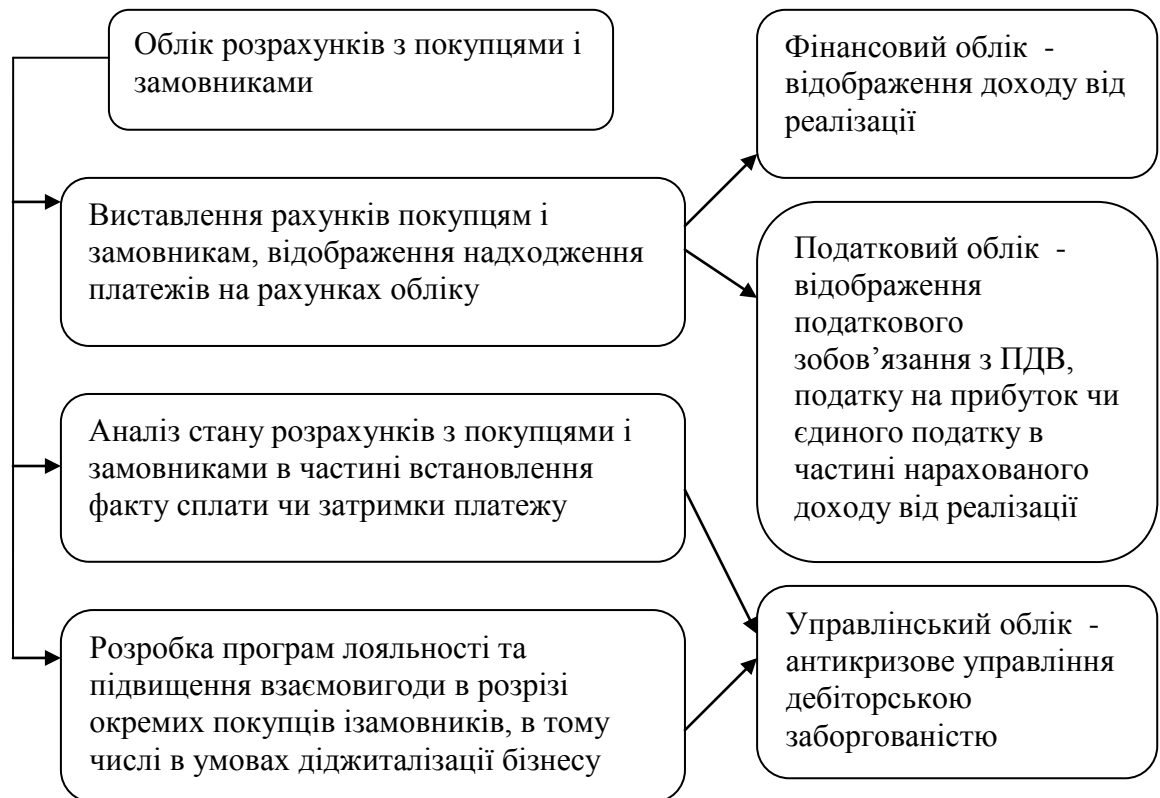 Облік розрахунків з покупцями і
замовниками
Виставлення рахунків покупцям і
замовникам, відображення надходження
платежів на рахунках обліку
Аналіз стану розрахунків з покупцями і
замовниками в частині встановлення
факту сплати чи затримки платежу
Розробка програм лояльності та
підвищення взаємовигоди в розрізі
окремих покупців ізамовників, в тому
числі в умовах діджиталізації бізнесу
Фінансовий облік -
відображення доходу від
реалізації
Податковий облік -
відображення
податкового
зобов’язання з ПДВ,
податку на прибуток чи
єдиного податку в
частині нарахованого
доходу від реалізації
Управлінський облік -
антикризове управління
дебіторською
заборгованістю